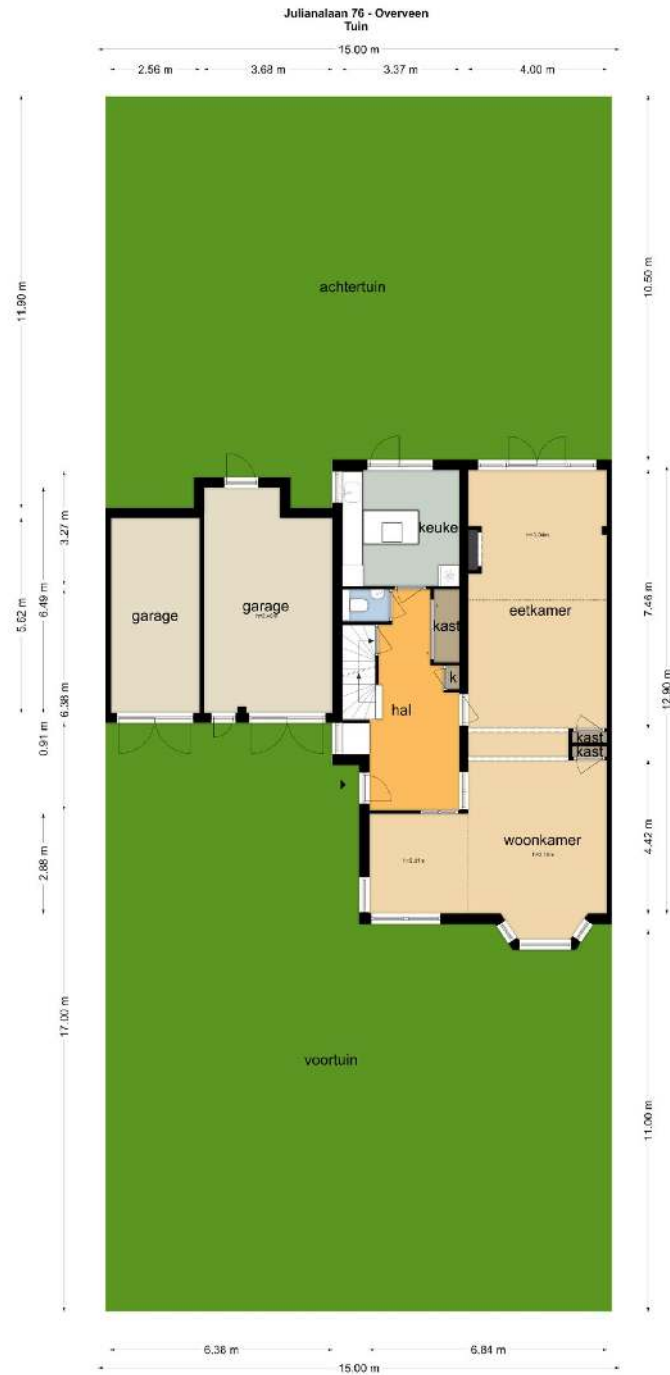 Julianalaan 76 - Overveen
Tuin
15.00 m
2.56 m
3.68 m
3.37 m
4.00 m
11.90 m
10.50 m
achtertuin
3.27 m
6.49 m
5.62 m
keuke
garage
garage
kast
eetkamer
7.46 m
12.90 m
k
hal
6.38 m
0.91 m
kast
kast
woonkamer
4.42 m
2.88 m
17.00 m
voortuin
11.00 m
6.38 m
6.84 m
15.00 m